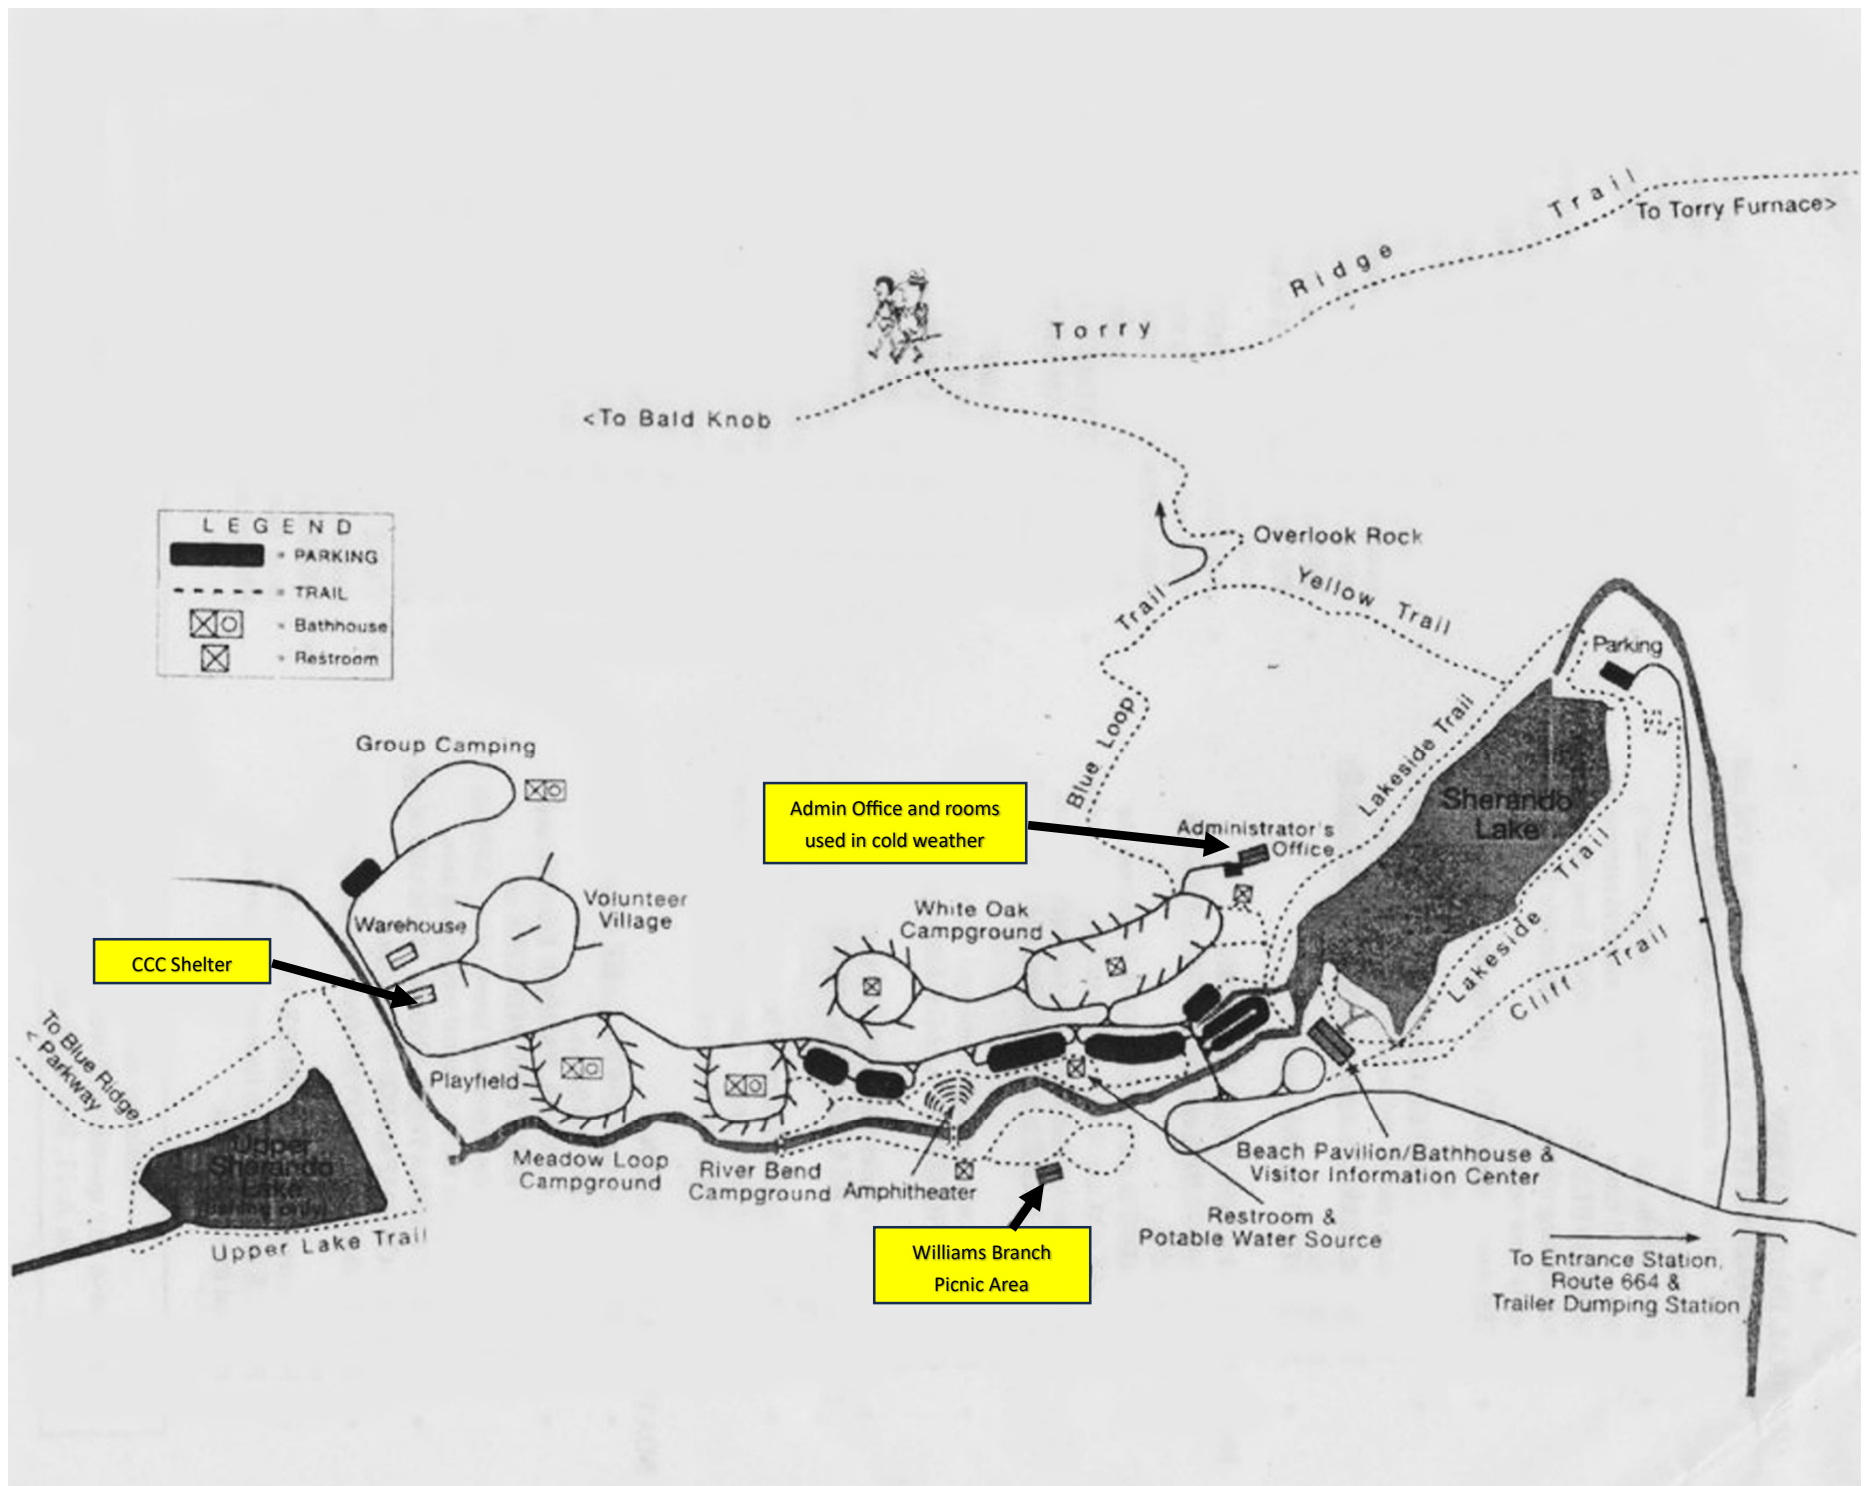 Torry Ridge Trail
To Torry Furnace>
<To Bald Knob
LEGEND
= PARKING
= TRAIL
= Bathhouse
= Restroom
Overlook Rock
Yellow Trail
Blue Loop Trail
Parking
Lakeside Trail
Sherando
Lake
Group Camping
Admin Office and rooms
used in cold weather
Administrator's
Office
Volunteer
Village
White Oak
Campground
Warehouse
CCC Shelter
Lakeside Trail
Cliff Trail
To Blue Ridge
< Parkway
Playfield
Upper
Sherando
Lake
(fishing only)
Upper Lake Trail
Meadow Loop
Campground
River Bend
Campground
Amphitheater
Beach Pavilion/Bathhouse &
Visitor Information Center
Restroom &
Potable Water Source
Williams Branch
Picnic Area
To Entrance Station,
Route 664 &
Trailer Dumping Station